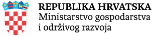 REPUBLIKA HRVATSKA
Ministarstvo gospodarstva
i održivog razvoja